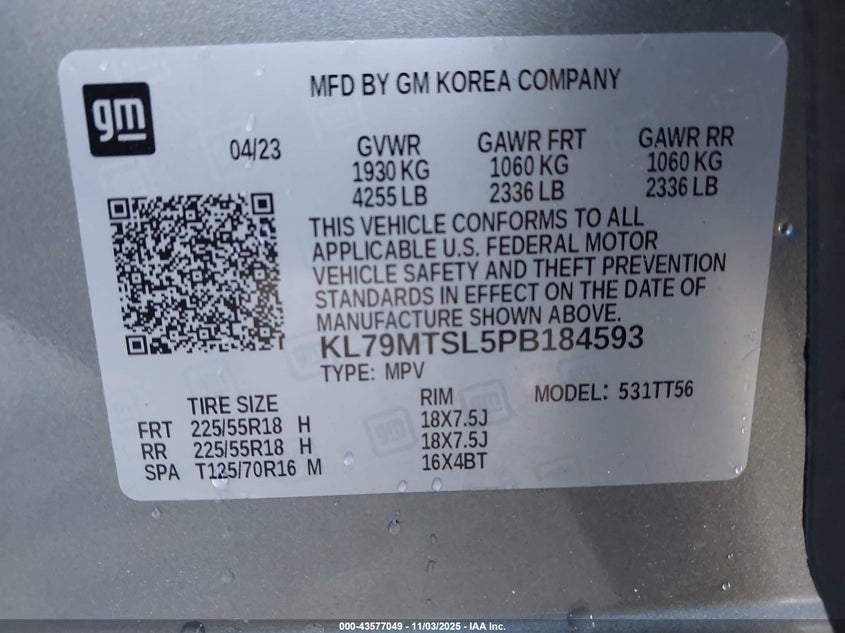 gm
MFD BY GM KOREA COMPANY
04/23
GVWR GAWR FRT GAWR RR
1930 KG 1060 KG 1060 KG
4255 LB 2336 LB 2336 LB
THIS VEHICLE CONFORMS TO ALL
APPLICABLE U.S. FEDERAL MOTOR
VEHICLE SAFETY AND THEFT PREVENTION
STANDARDS IN EFFECT ON THE DATE OF
MANUFACTURE SHOWN ABOVE.
KL79MTSL5PB184593
TYPE: MPV
MODEL: 531TT56
TIRE SIZE RIM
FRT 225/55R18 H 18X7.5J
RR 225/55R18 H 18X7.5J
SPA T125/70R16 M 16X4BT
000-43577049 - 11/03/2025 - IAA Inc.